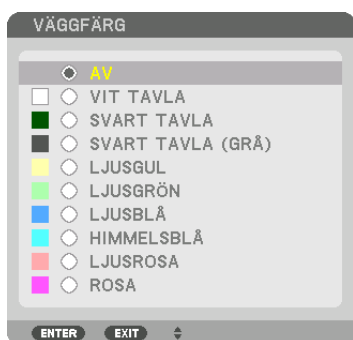 VÄGGFÄRG
AV
VIT TAVLA
SVART TAVLA
SVART TAVLA (GRÅ)
LJUSGUL
LJUSGRÖN
LJUSBLÅ
HIMMELSBLÅ
LJUSROSA
ROSA
ENTER EXIT